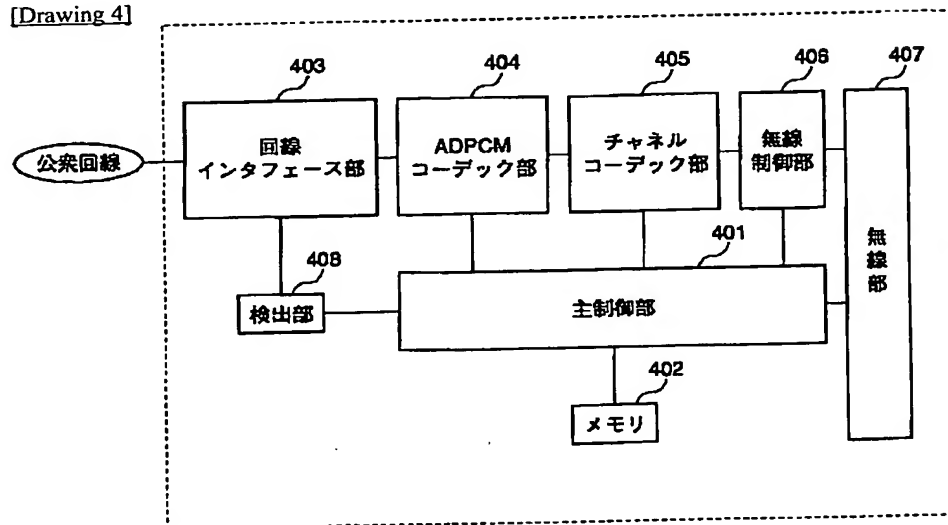 [Drawing 4]
403
404
405
406
407
公衆回線
回線
インタフェース部
ADPCM
コーデック部
チャネル
コーデック部
無線
制御部
無線部
408
検出部
401
主制御部
402
メモリ